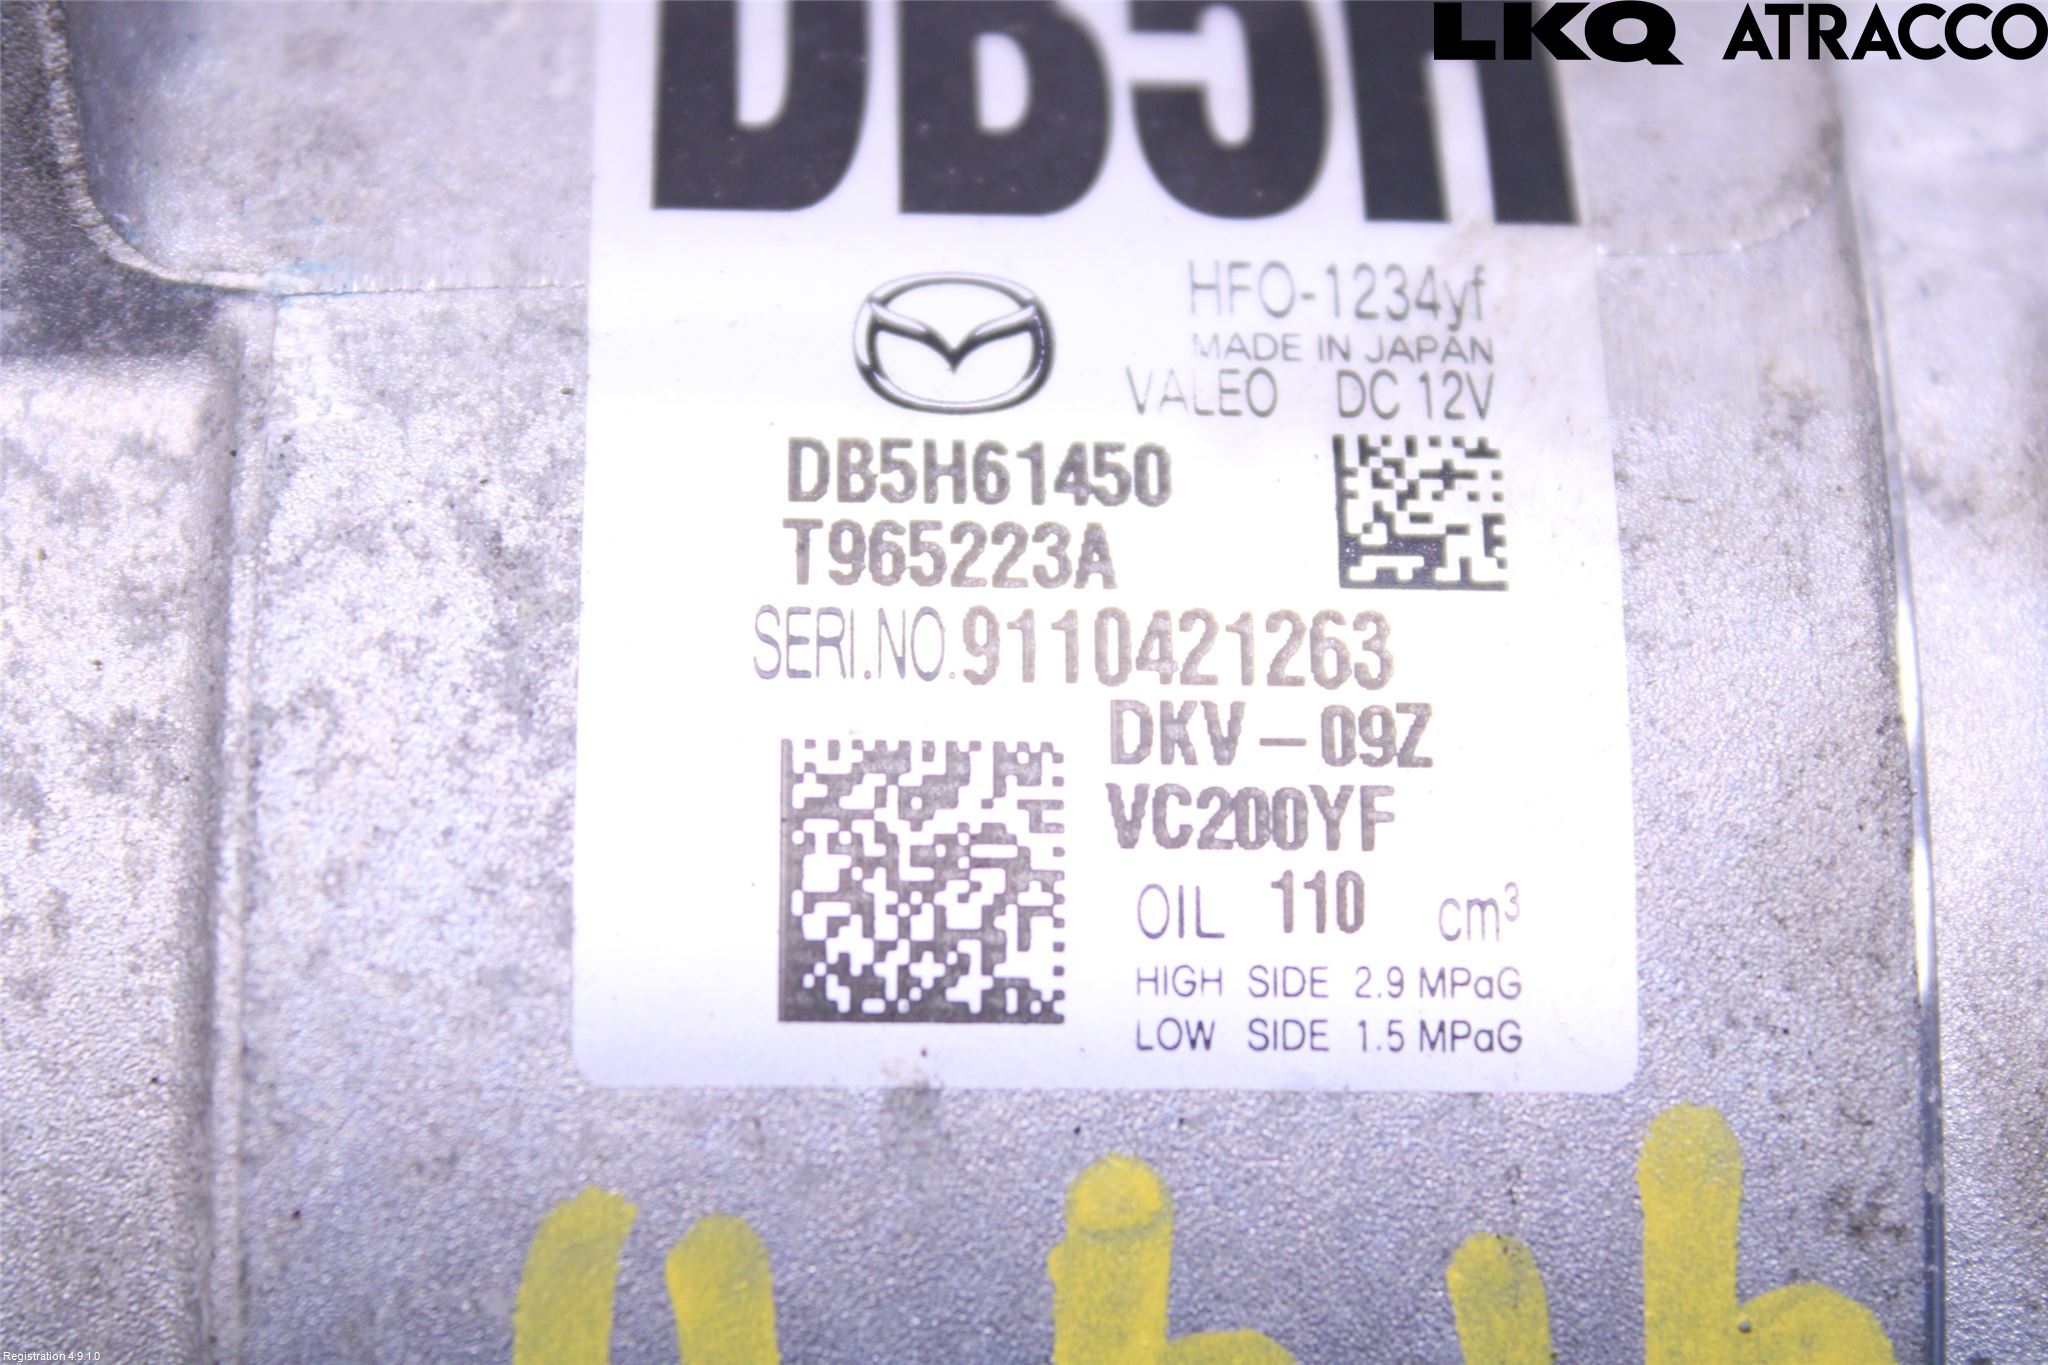 LKQ ATRACCO
DB5H
HFO-1234yf
MADE IN JAPAN
VALEO DC 12V
DB5H61450
T965223A
SERI.NO. 9110421263
DKV-09Z
VC200YF
OIL 110 cm³
HIGH SIDE 2.9 MPaG
LOW SIDE 1.5 MPaG
Registration 4.9.1.0